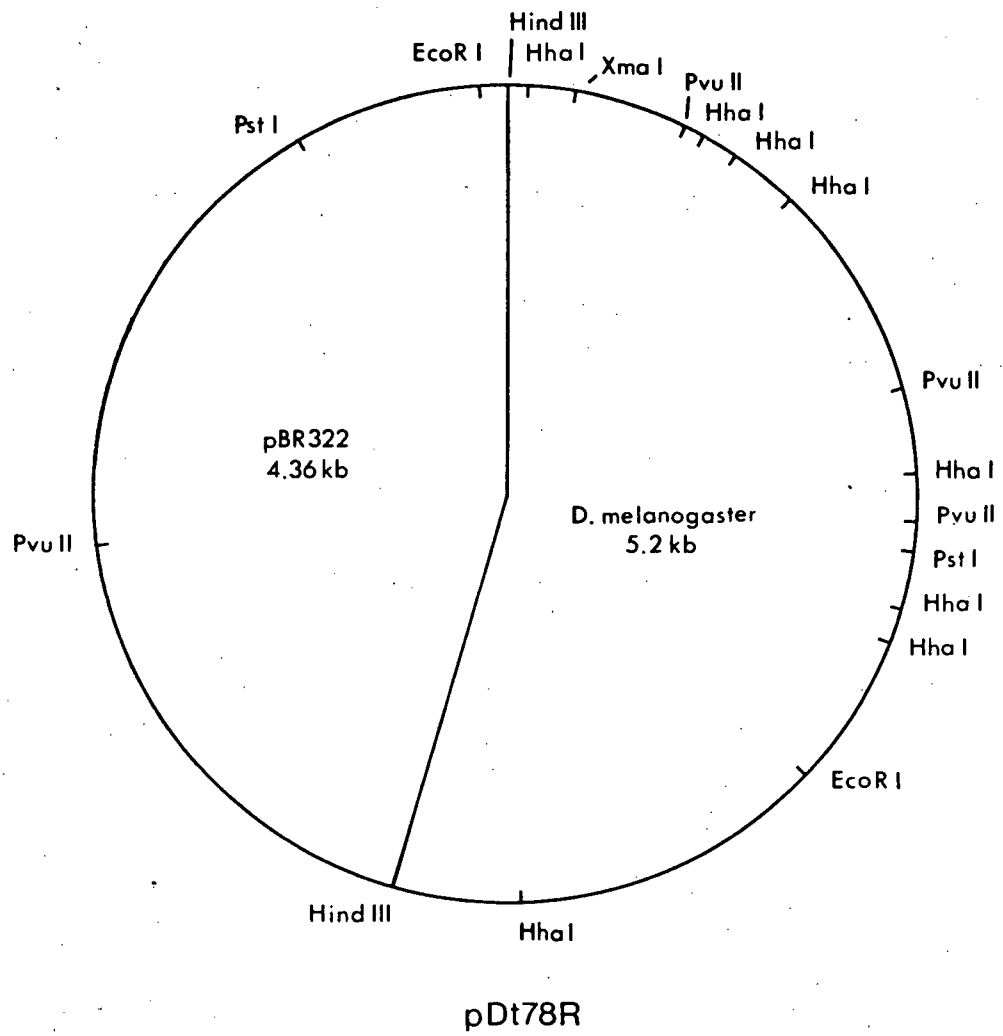 Hind III
EcoR I
Hha I
Xma I
Pvu II
Hha I
Pst I
Hha I
Hha I
Pvu II
pBR322
4.36 kb
Hha I
D. melanogaster
5.2 kb
Pvu II
Pvu II
Pst I
Hha I
Hha I
EcoR I
Hind III
Hha I
pDt78R